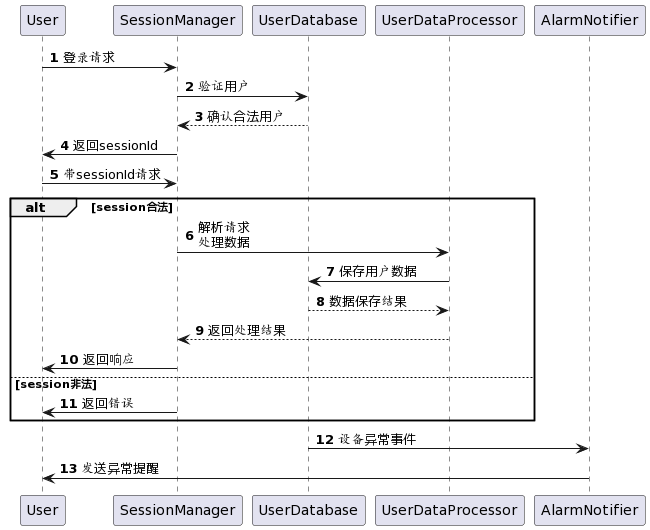 User SessionManager UserDatabase UserDataProcessor AlarmNotifier
1 登录请求
2 验证用户
3 确认合法用户
4 返回sessionId
5 带sessionId请求
alt [session合法]
解析请求
6
处理数据
7 保存用户数据
8 数据保存结果
9 返回处理结果
10 返回响应
[session非法]
11 返回错误
12 设备异常事件
13 发送异常提醒
User SessionManager UserDatabase UserDataProcessor AlarmNotifier